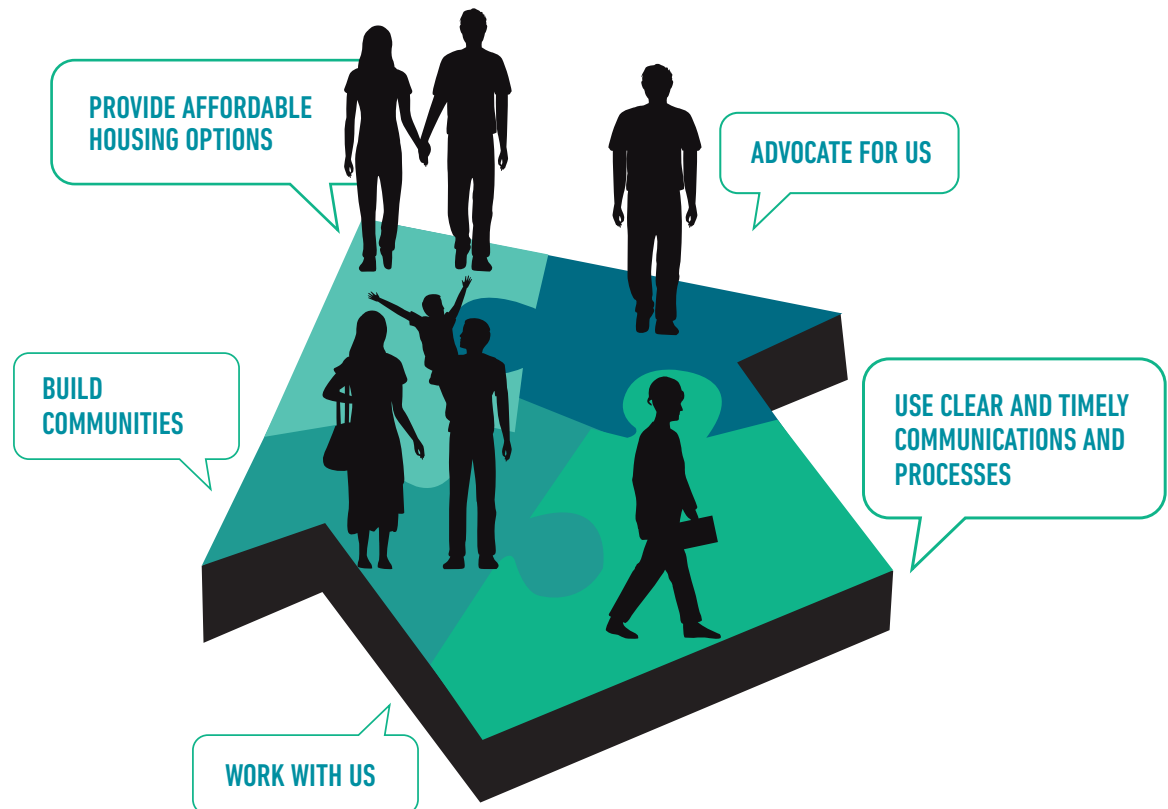 PROVIDE AFFORDABLE
HOUSING OPTIONS
ADVOCATE FOR US
BUILD
COMMUNITIES
USE CLEAR AND TIMELY
COMMUNICATIONS AND
PROCESSES
WORK WITH US